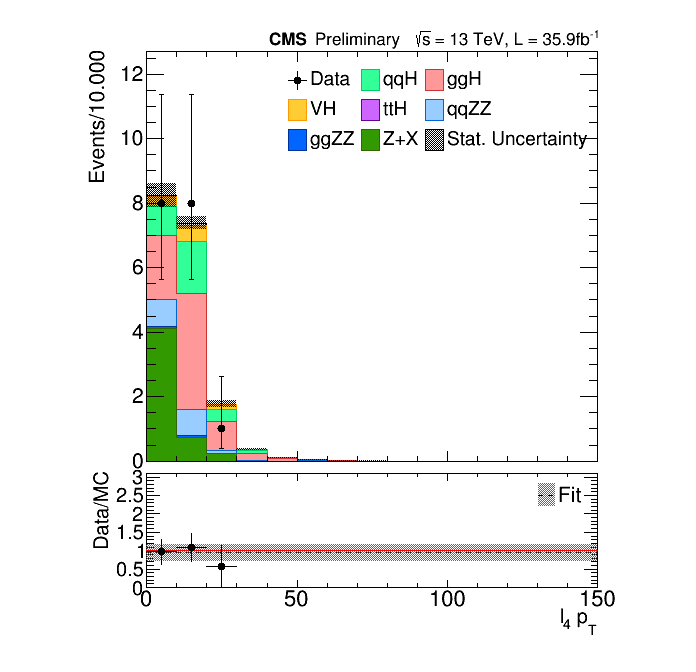 CMS Preliminary √s = 13 TeV, L = 35.9fb-1
Events/10.000
12
10
8
6
4
2
0
Data qqH ggH
VH ttH qqZZ
ggZZ Z+X Stat. Uncertainty
Data/MC
3
2.5
2
1.5
1
0.5
0
Fit
0 50 100 150
l4 pT